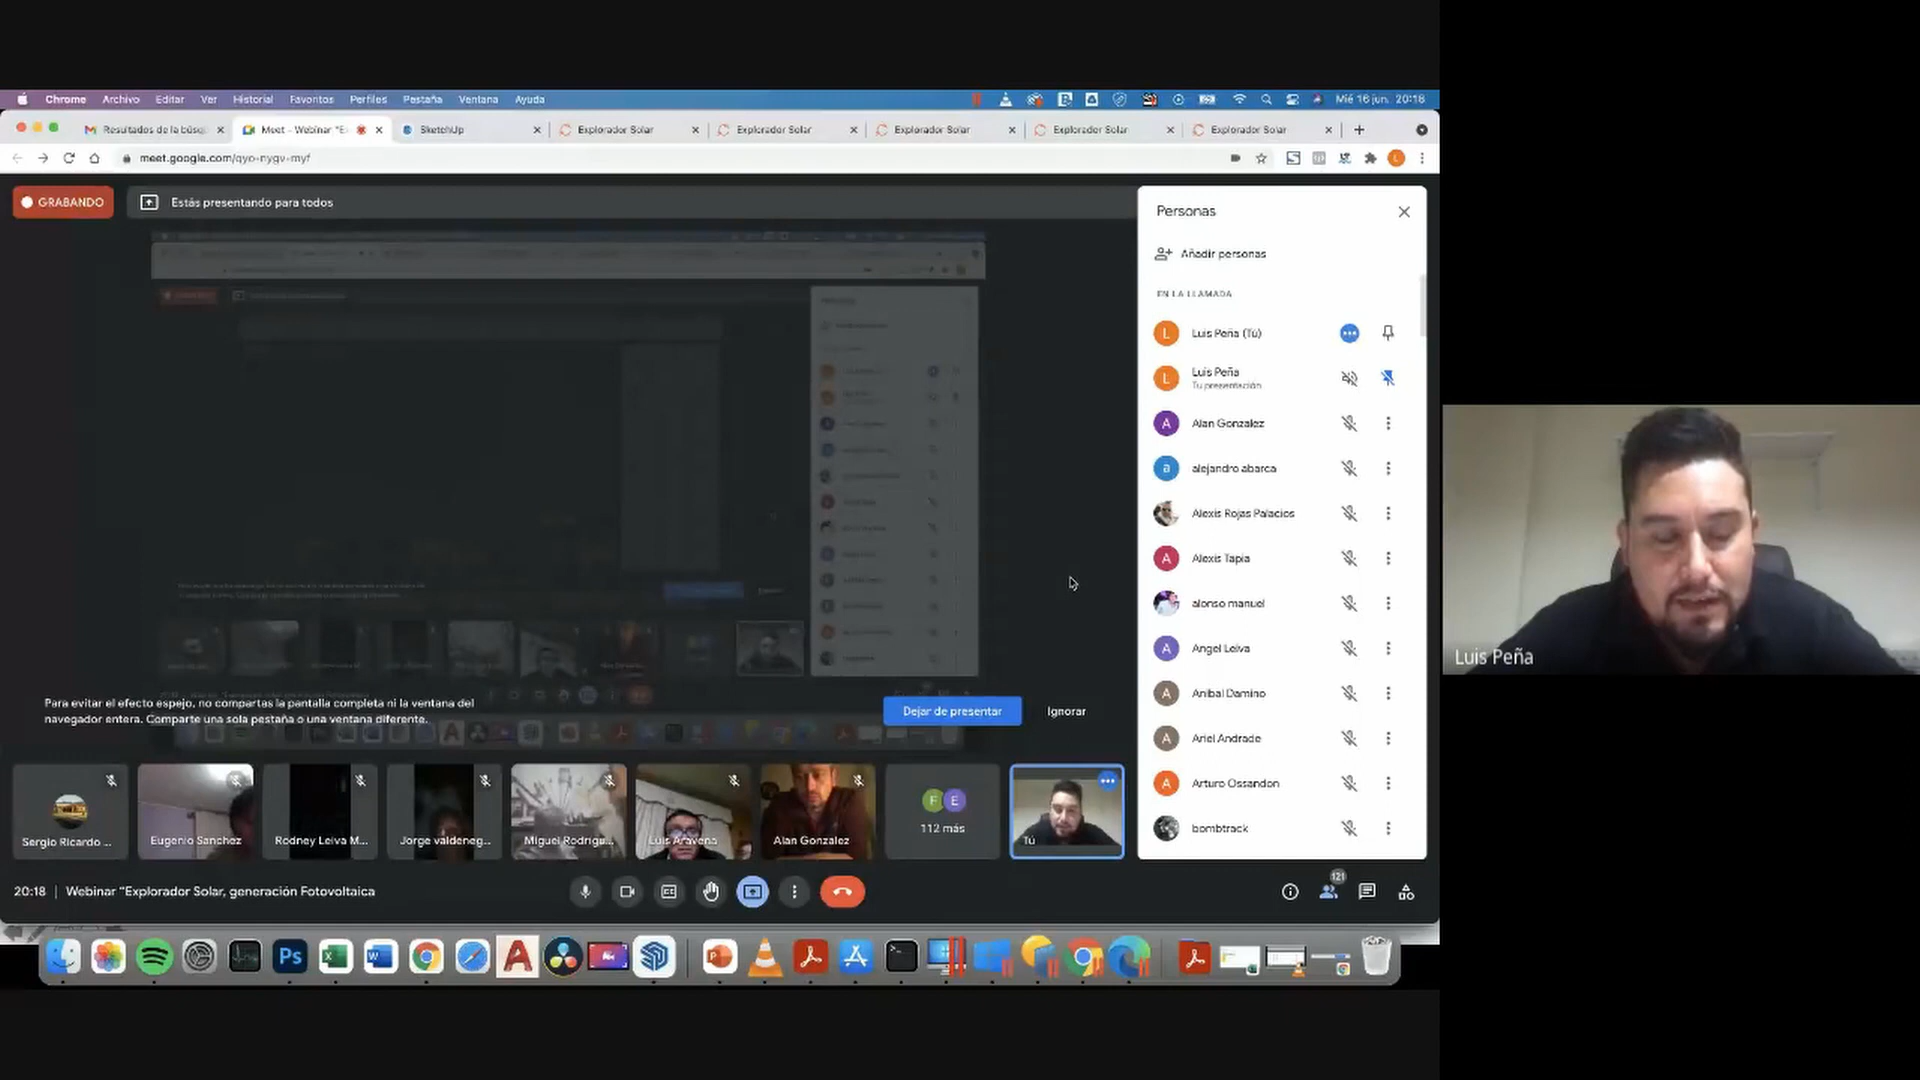 Chrome Archivo Editar Ver Historial Favoritos Perfiles Pestaña Ventana Ayuda Mié 16 jun. 20:18
Resultados de la búsq Meet - Webinar "E SketchUp Explorador Solar Explorador Solar Explorador Solar Explorador Solar Explorador Solar
meet.google.com/qyo-nygv-myf
GRABANDO
Estás presentando para todos
Personas
Añadir personas
EN LA LLAMADA
L Luis Peña (Tú)
L Luis Peña
Tu presentación
A Alan Gonzalez
a alejandro abarca
Alexis Rojas Palacios
A Alexis Tapia
alonso manuel
A Angel Leiva
A Anibal Damino
A Ariel Andrade
A Arturo Ossandon
bombtrack
Para evitar el efecto espejo, no compartas la pantalla completa ni la ventana del
navegador entera. Comparte una sola pestaña o una ventana diferente.
Dejar de presentar
Ignorar
Sergio Ricardo ...
Eugenio Sanchez
Rodney Leiva M...
Jorge valdeneg...
Miguel Rodrigu...
Luis Aravena
Alan Gonzalez
F E
112 más
Tú
20:18 | Webinar "Explorador Solar, generación Fotovoltaica
121
Ps
Luis Peña